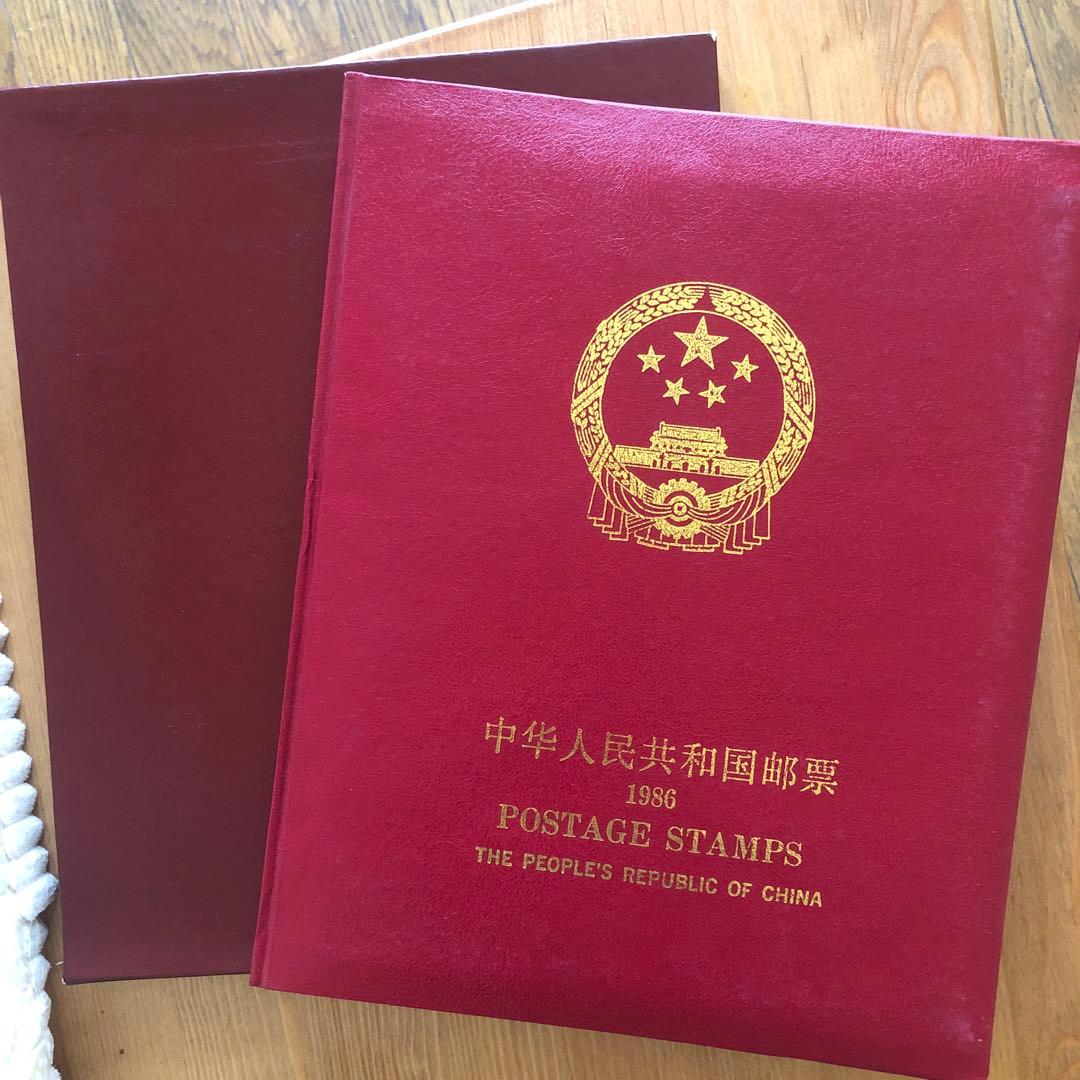 中华人民共和国邮票
1986
POSTAGE STAMPS
THE PEOPLE'S REPUBLIC OF CHINA